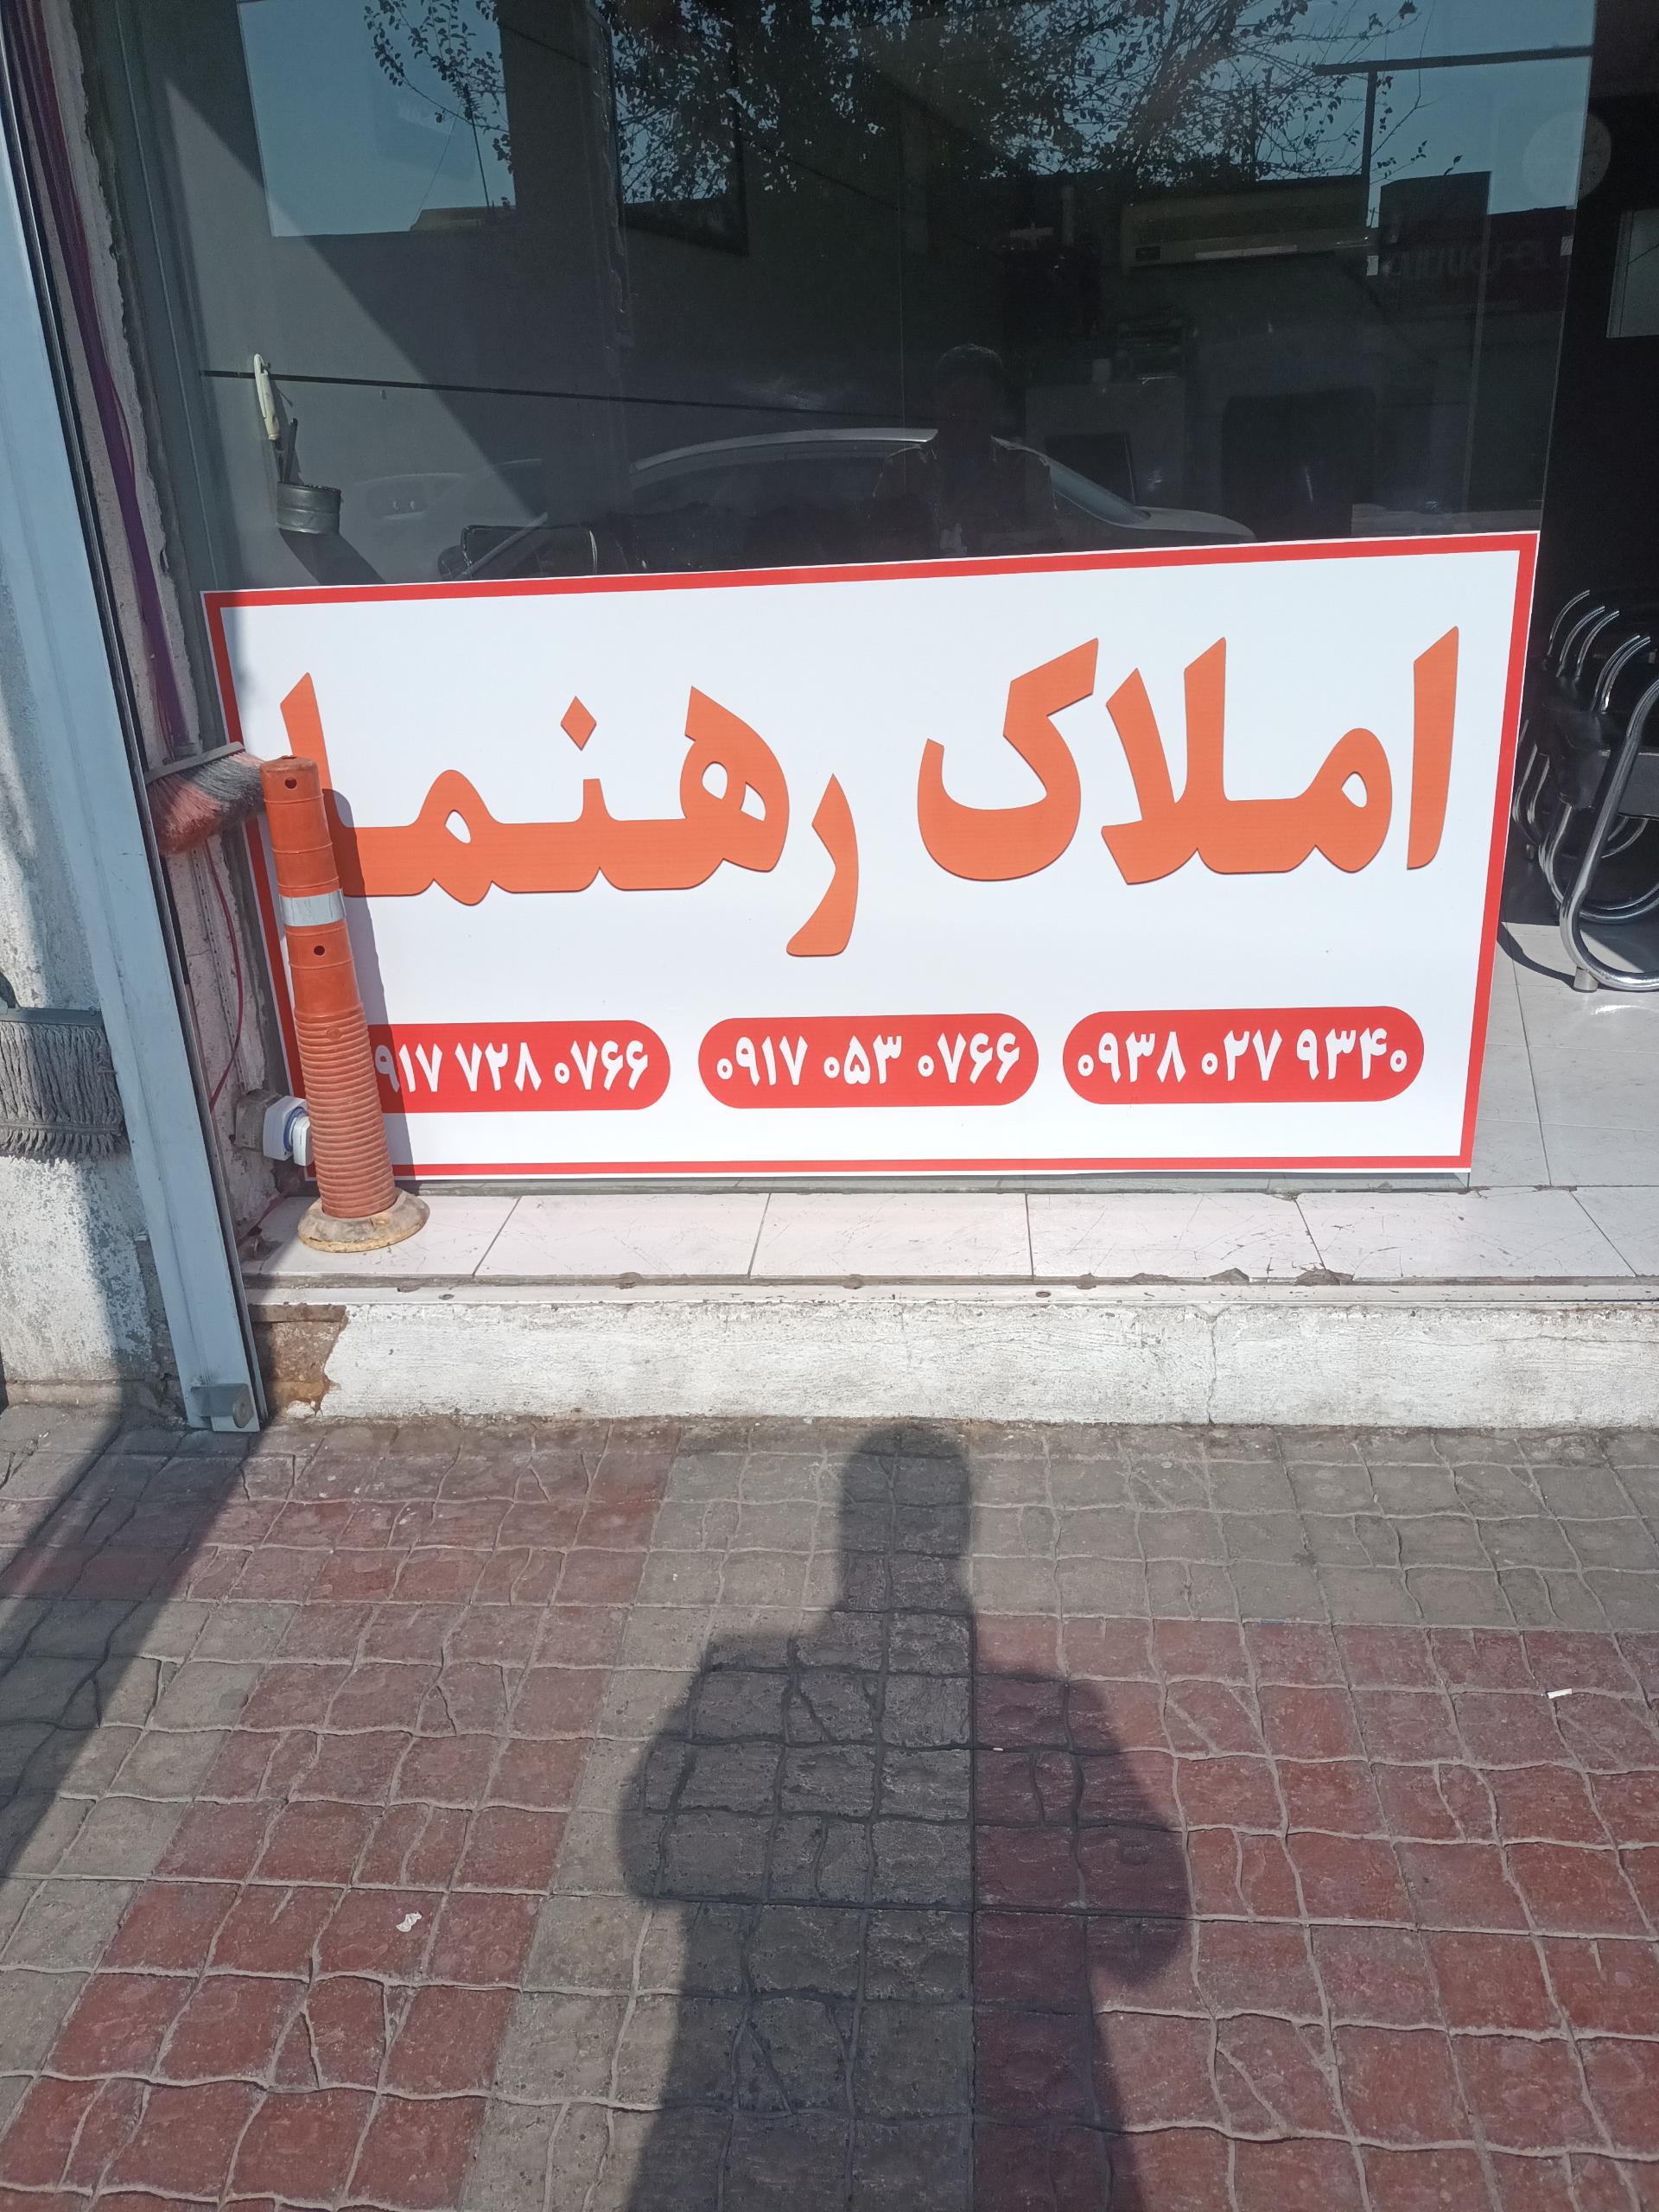 املاک رهنما
۰۹۳۸ ۰۲۷ ۹۳۴۰
۰۹۱۷ ۰۵۳ ۰۷۶۶
۹۱۷ ۷۲۸ ۰۷۶۶